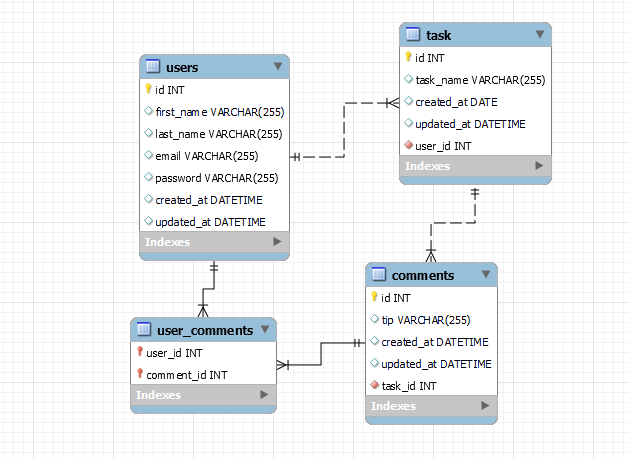 users
id INT
first_name VARCHAR(255)
last_name VARCHAR(255)
email VARCHAR(255)
password VARCHAR(255)
created_at DATETIME
updated_at DATETIME
Indexes
task
id INT
task_name VARCHAR(255)
created_at DATE
updated_at DATETIME
user_id INT
Indexes
user_comments
user_id INT
comment_id INT
Indexes
comments
id INT
tip VARCHAR(255)
created_at DATETIME
updated_at DATETIME
task_id INT
Indexes